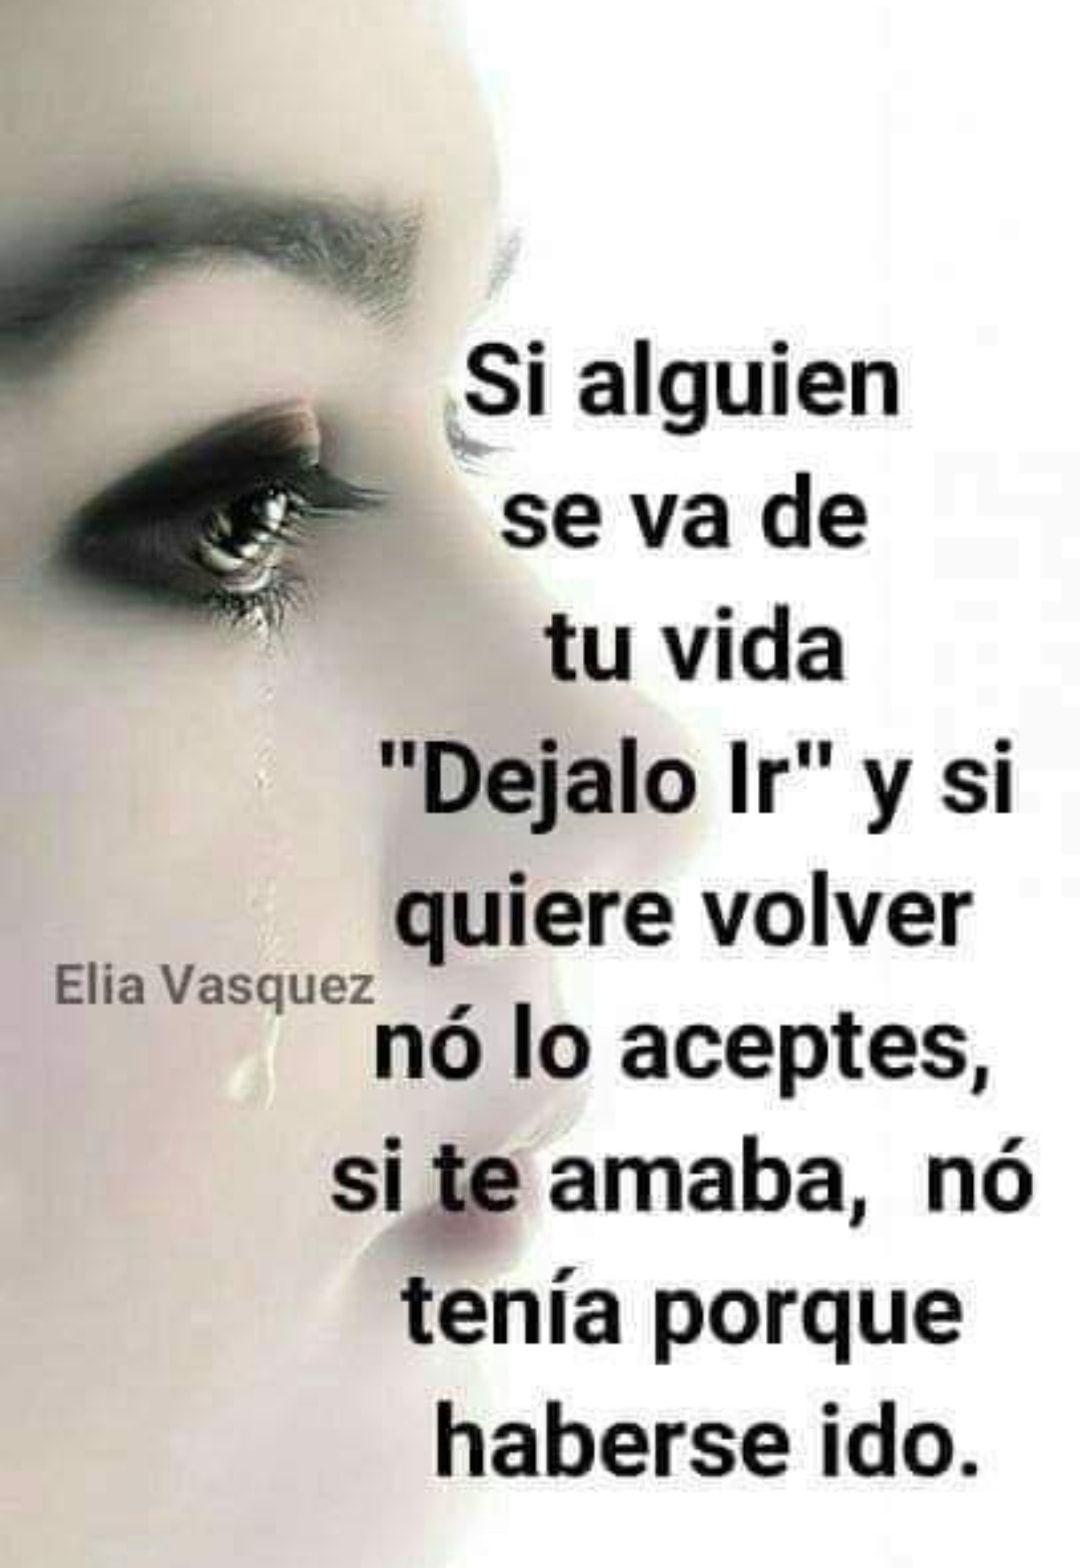 Si alguien
se va de
tu vida
"Dejalo Ir" y si
quiere volver
Elia Vasquez
nó lo aceptes,
si te amaba, nó
tenía porque
haberse ido.